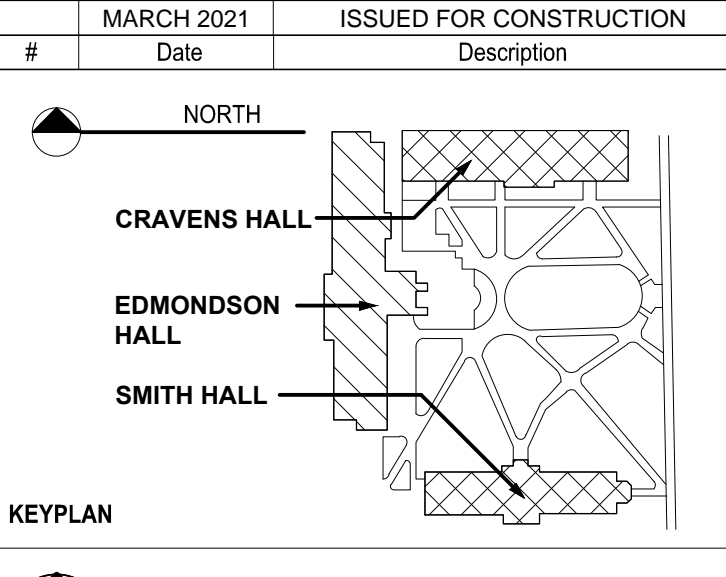 MARCH 2021 ISSUED FOR CONSTRUCTION
# Date Description
NORTH
CRAVENS HALL
EDMONDSON
HALL
SMITH HALL
KEYPLAN